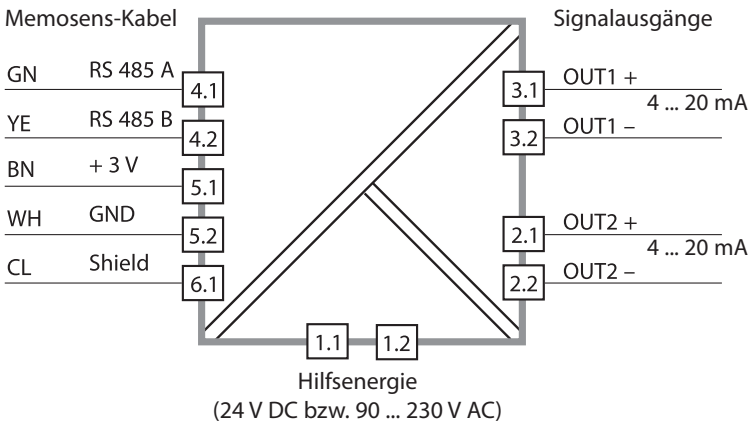 Memosens-Kabel
Signalausgänge
GN RS 485 A 4.1
YE RS 485 B 4.2
BN + 3 V 5.1
WH GND 5.2
CL Shield 6.1
3.1 OUT1 +
4 ... 20 mA
3.2 OUT1 –
2.1 OUT2 +
4 ... 20 mA
2.2 OUT2 –
1.1 1.2
Hilfsenergie
(24 V DC bzw. 90 ... 230 V AC)